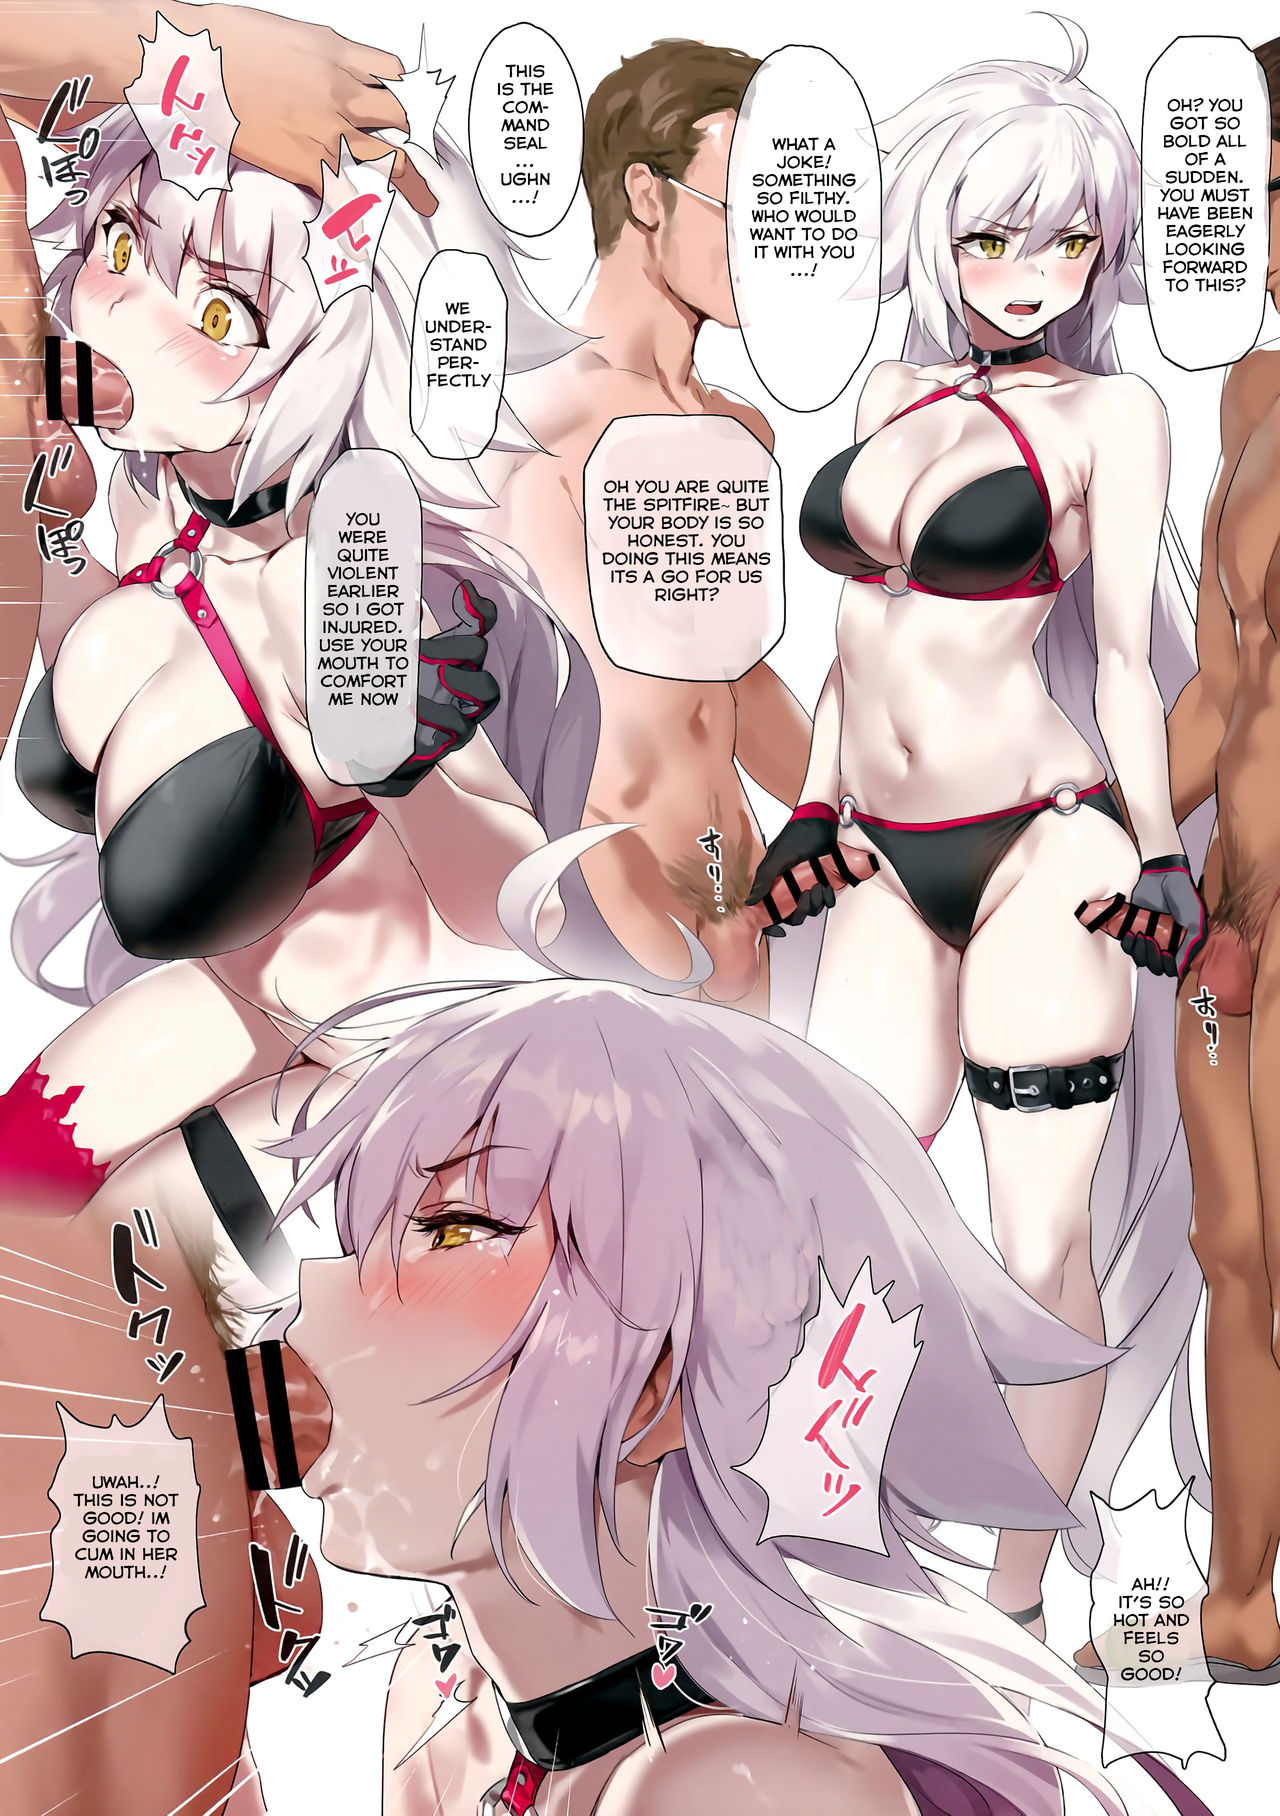 OH? YOU
GOT SO
BOLD ALL
OF A
SUDDEN.
YOU MUST
HAVE BEEN
EAGERLY
LOOKING
FORWARD
TO THIS?
WHAT A
JOKE!
SOMETHING
SO FILTHY.
WHO WOULD
WANT TO DO
IT WITH YOU
...!
OH YOU ARE QUITE
THE SPITFIRE~ BUT
YOUR BODY IS SO
HONEST. YOU
DOING THIS MEANS
ITS A GO FOR US
RIGHT?
THIS
IS THE
COM-
MAND
SEAL
...
UGHN
...!
WE
UNDER-
STAND
PER-
FECTLY
YOU
WERE
QUITE
VIOLENT
EARLIER
SO I GOT
INJURED.
USE YOUR
MOUTH TO
COMFORT
ME NOW
ぐぽっ
ぐぽっ
AH!!
IT'S SO
HOT AND
FEELS
SO
GOOD!
UWAH..!
THIS IS NOT
GOOD! IM
GOING TO
CUM IN HER
MOUTH..!
ドクッ
ドクッ
ゴク
ゴク